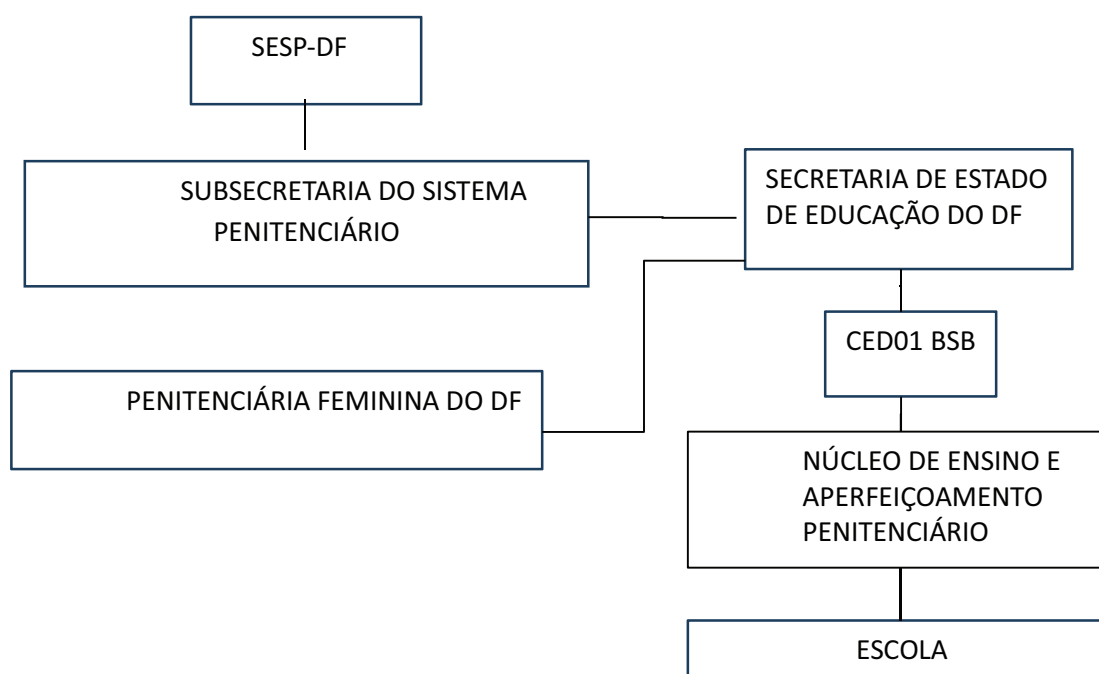 SESP-DF
SUBSECRETARIA DO SISTEMA
PENITENCIÁRIO
SECRETARIA DE ESTADO
DE EDUCAÇÃO DO DF
CED01 BSB
PENITENCIÁRIA FEMININA DO DF
NÚCLEO DE ENSINO E
APERFEIÇOAMENTO
PENITENCIÁRIO
ESCOLA